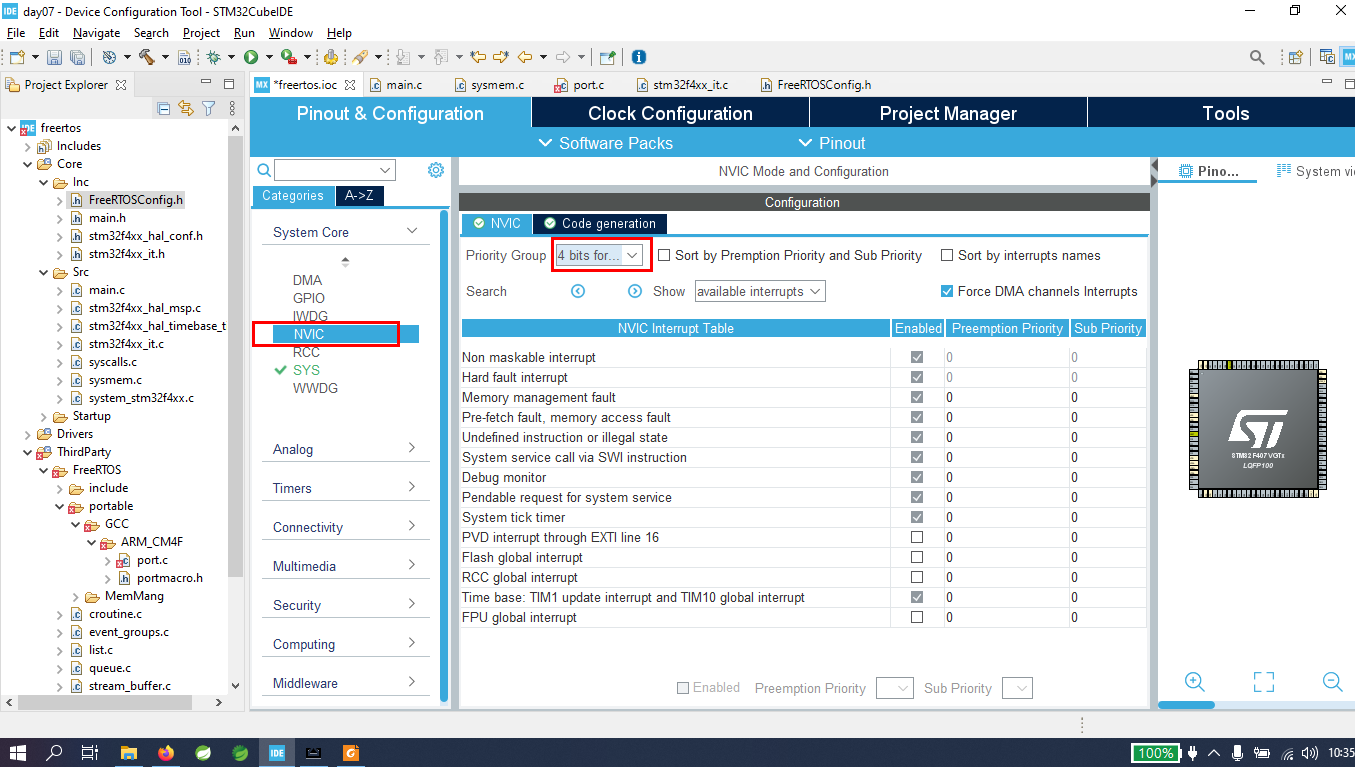 IDE day07 - Device Configuration Tool - STM32CubeIDE
File Edit Navigate Search Project Run Window Help
Project Explorer
MX *freertos.ioc main.c sysmem.c port.c stm32f4xx_it.c FreeRTOSConfig.h
Pinout & Configuration Clock Configuration Project Manager Tools
Software Packs Pinout
freertos
Includes
Core
Inc
FreeRTOSConfig.h
main.h
stm32f4xx_hal_conf.h
stm32f4xx_it.h
Src
main.c
stm32f4xx_hal_msp.c
stm32f4xx_hal_timebase_t
stm32f4xx_it.c
syscalls.c
sysmem.c
system_stm32f4xx.c
Startup
Drivers
ThirdParty
FreeRTOS
include
portable
GCC
ARM_CM4F
port.c
portmacro.h
MemMang
croutine.c
event_groups.c
list.c
queue.c
stream_buffer.c
Categories A->Z
System Core
DMA
GPIO
IWDG
NVIC
RCC
SYS
WWDG
Analog
Timers
Connectivity
Multimedia
Security
Computing
Middleware
NVIC Mode and Configuration
Configuration
NVIC Code generation
Priority Group 4 bits for... Sort by Premption Priority and Sub Priority Sort by interrupts names
Search Show available interrupts Force DMA channels Interrupts
NVIC Interrupt Table Enabled Preemption Priority Sub Priority
Non maskable interrupt 0 0
Hard fault interrupt 0 0
Memory management fault 0 0
Pre-fetch fault, memory access fault 0 0
Undefined instruction or illegal state 0 0
System service call via SWI instruction 0 0
Debug monitor 0 0
Pendable request for system service 0 0
System tick timer 0 0
PVD interrupt through EXTI line 16 0 0
Flash global interrupt 0 0
RCC global interrupt 0 0
Time base: TIM1 update interrupt and TIM10 global interrupt 0 0
FPU global interrupt 0 0
Enabled Preemption Priority Sub Priority
Pino... System vi
ST
STM32F407VGTx
LQFP100
IDE 100% 10:35